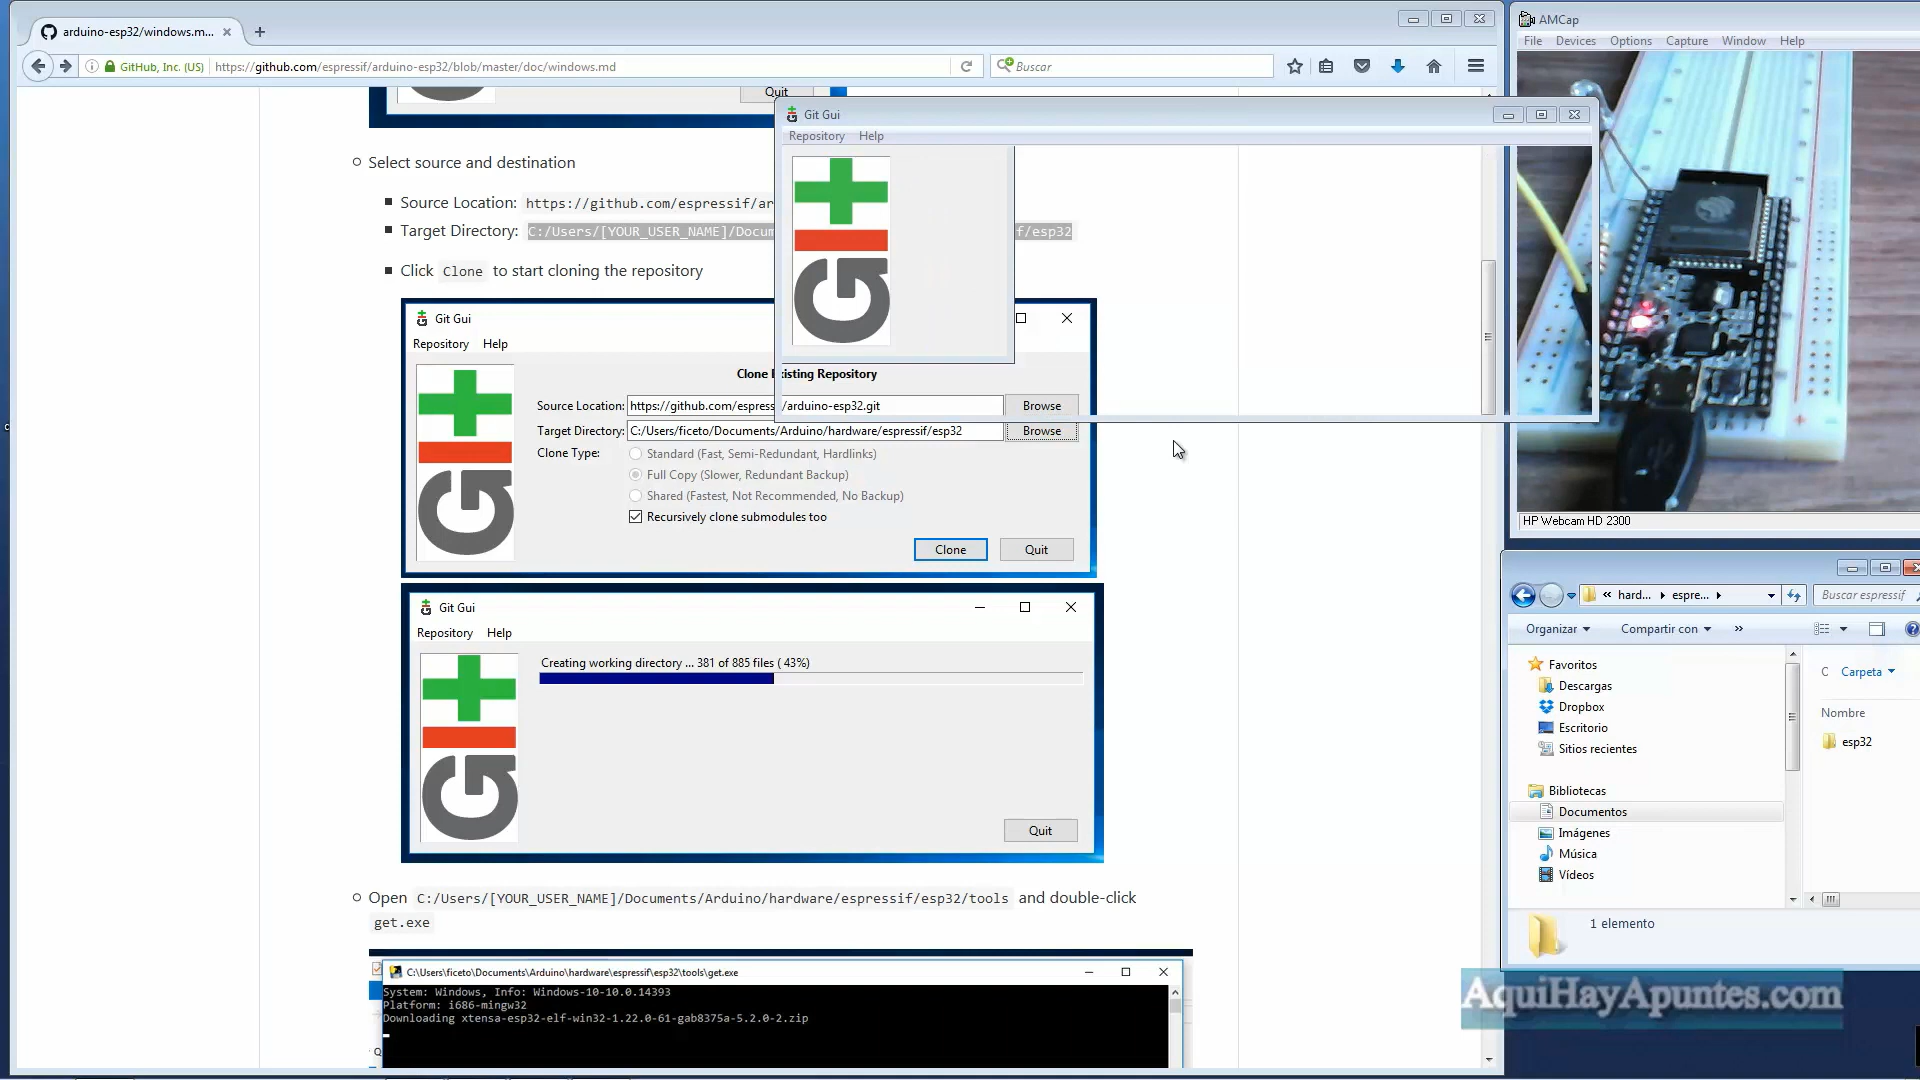 arduino-esp32/windows.m...
GitHub, Inc. (US)
https://github.com/espressif/arduino-esp32/blob/master/doc/windows.md
Buscar
Quit
Select source and destination
Source Location: https://github.com/espressif/ar
Target Directory: C:/Users/[YOUR_USER_NAME]/Docum
f/esp32
Click Clone to start cloning the repository
Git Gui
Repository Help
GIT
Git Gui
Repository Help
GIT
Clone Existing Repository
Source Location: https://github.com/espress /arduino-esp32.git Browse
Target Directory: C:/Users/ficeto/Documents/Arduino/hardware/espressif/esp32 Browse
Clone Type: Standard (Fast, Semi-Redundant, Hardlinks)
Full Copy (Slower, Redundant Backup)
Shared (Fastest, Not Recommended, No Backup)
Recursively clone submodules too
Clone Quit
Git Gui
Repository Help
GIT
Creating working directory ... 381 of 885 files ( 43%)
Quit
Open C:/Users/[YOUR_USER_NAME]/Documents/Arduino/hardware/espressif/esp32/tools and double-click
get.exe
C:\Users\ficeto\Documents\Arduino\hardware\espressif\esp32\tools\get.exe
System: Windows, Info: Windows-10-10.0.14393
Platform: i686-mingw32
Downloading xtensa-esp32-elf-win32-1.22.0-61-gab8375a-5.2.0-2.zip
AMCap
File Devices Options Capture Window Help
HP Webcam HD 2300
« hard... espre...
Buscar espressif
Organizar Compartir con »
Favoritos
Descargas
Dropbox
Escritorio
Sitios recientes
Bibliotecas
Documentos
Imágenes
Música
Vídeos
C Carpeta
Nombre
esp32
1 elemento
AquiHayApuntes.com